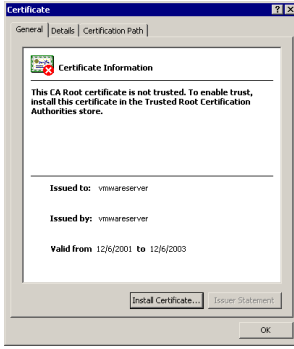 Certificate
General Details Certification Path
Certificate Information
This CA Root certificate is not trusted. To enable trust,
install this certificate in the Trusted Root Certification
Authorities store.
Issued to: vmwareserver
Issued by: vmwareserver
Valid from 12/6/2001 to 12/6/2003
Install Certificate... Issuer Statement
OK